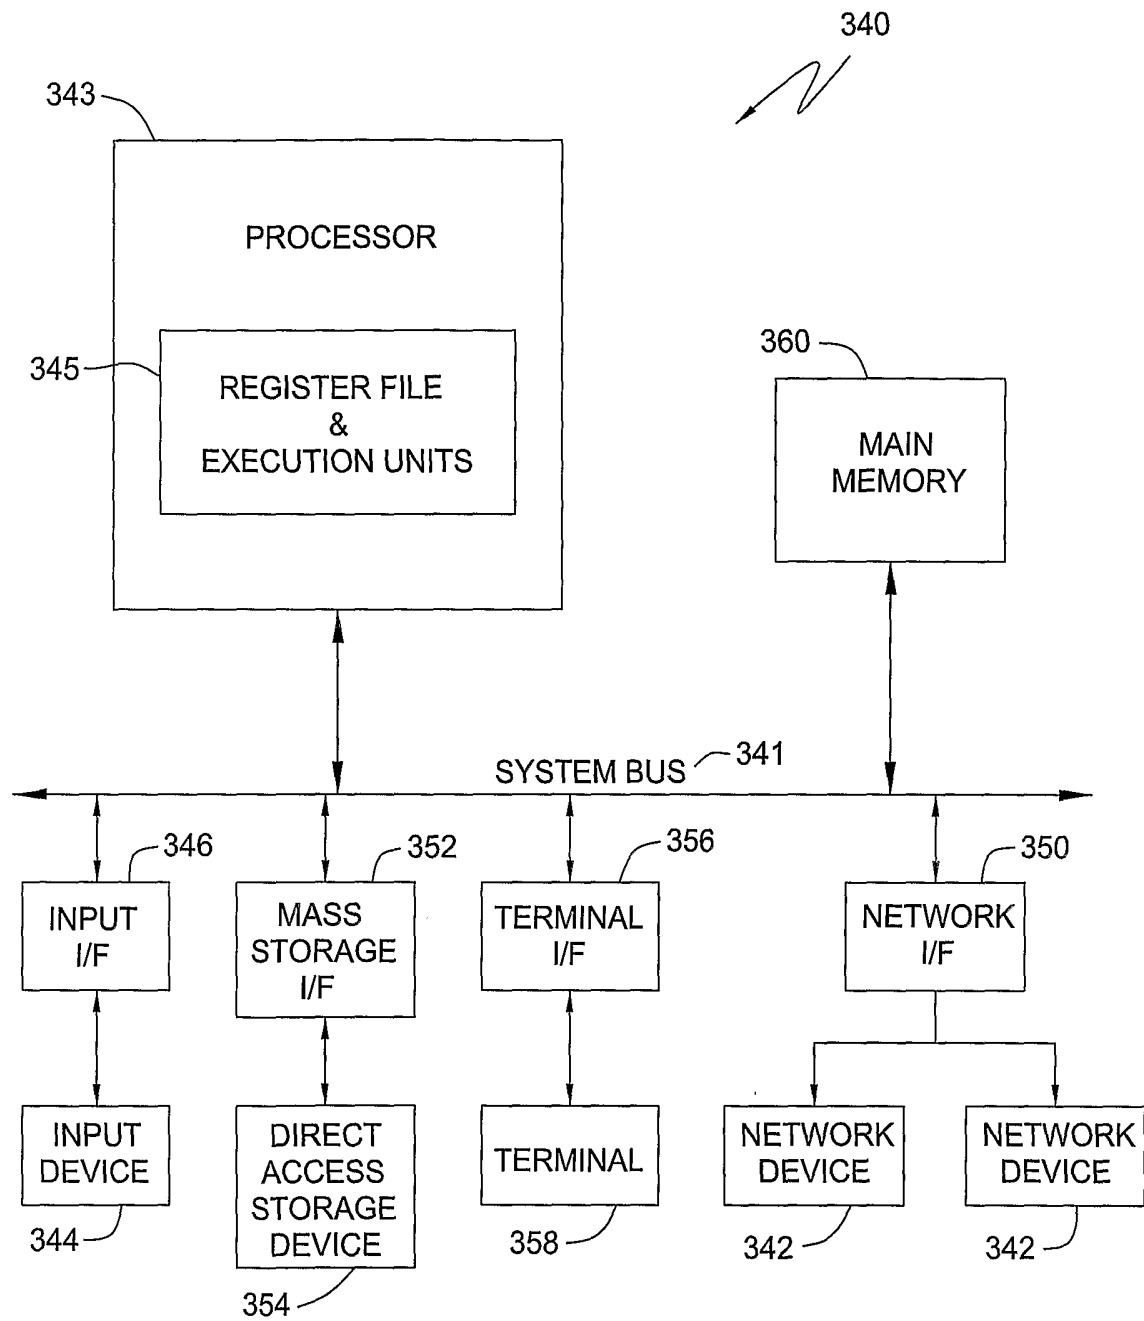 340
343
PROCESSOR
345
REGISTER FILE
&
EXECUTION UNITS
360
MAIN
MEMORY
SYSTEM BUS
341
346
352
356
350
INPUT
I/F
MASS
STORAGE
I/F
TERMINAL
I/F
NETWORK
I/F
INPUT
DEVICE
DIRECT
ACCESS
STORAGE
DEVICE
TERMINAL
NETWORK
DEVICE
NETWORK
DEVICE
344
354
358
342
342